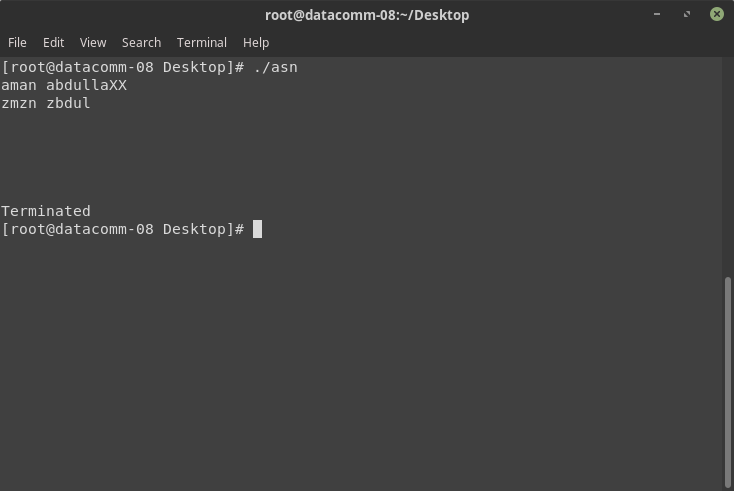 root@datacomm-08:~/Desktop
File Edit View Search Terminal Help
[root@datacomm-08 Desktop]# ./asn
aman abdullaXX
zmzn zbdul
Terminated
[root@datacomm-08 Desktop]#